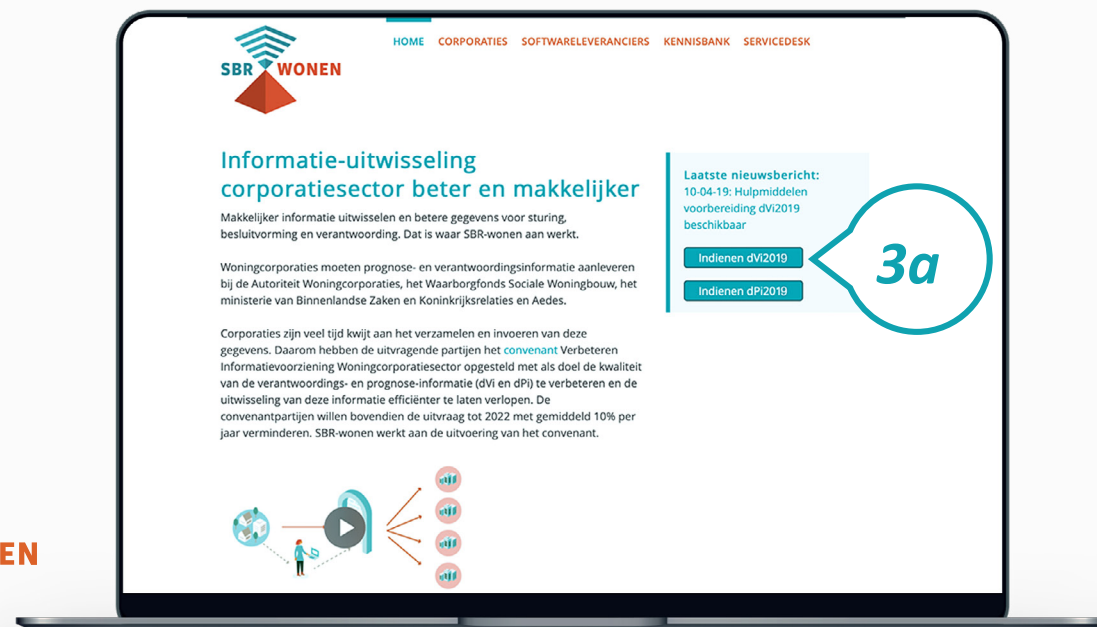 HOME CORPORATIES SOFTWARELEVERANCIERS KENNISBANK SERVICEDESK
SBR WONEN
Informatie-uitwisseling
corporatiesector beter en makkelijker
Makkelijker informatie uitwisselen en betere gegevens voor sturing,
besluitvorming en verantwoording. Dat is waar SBR-wonen aan werkt.
Woningcorporaties moeten prognose- en verantwoordingsinformatie aanleveren
bij de Autoriteit Woningcorporaties, het Waarborgfonds Sociale Woningbouw, het
ministerie van Binnenlandse Zaken en Koninkrijksrelaties en Aedes.
Corporaties zijn veel tijd kwijt aan het verzamelen en invoeren van deze
gegevens. Daarom hebben de uitvragende partijen het convenant Verbeteren
Informatievoorziening Woningcorporatiesector opgesteld met als doel de kwaliteit
van de verantwoordings- en prognose-informatie (dVi en dPi) te verbeteren en de
uitwisseling van deze informatie efficiënter te laten verlopen. De
convenantpartijen willen bovendien de uitvraag tot 2022 met gemiddeld 10% per
jaar verminderen. SBR-wonen werkt aan de uitvoering van het convenant.
Laatste nieuwsbericht:
10-04-19: Hulpmiddelen
voorbereiding dVi2019
beschikbaar
Indienen dVi2019
Indienen dPi2019
3a
EN